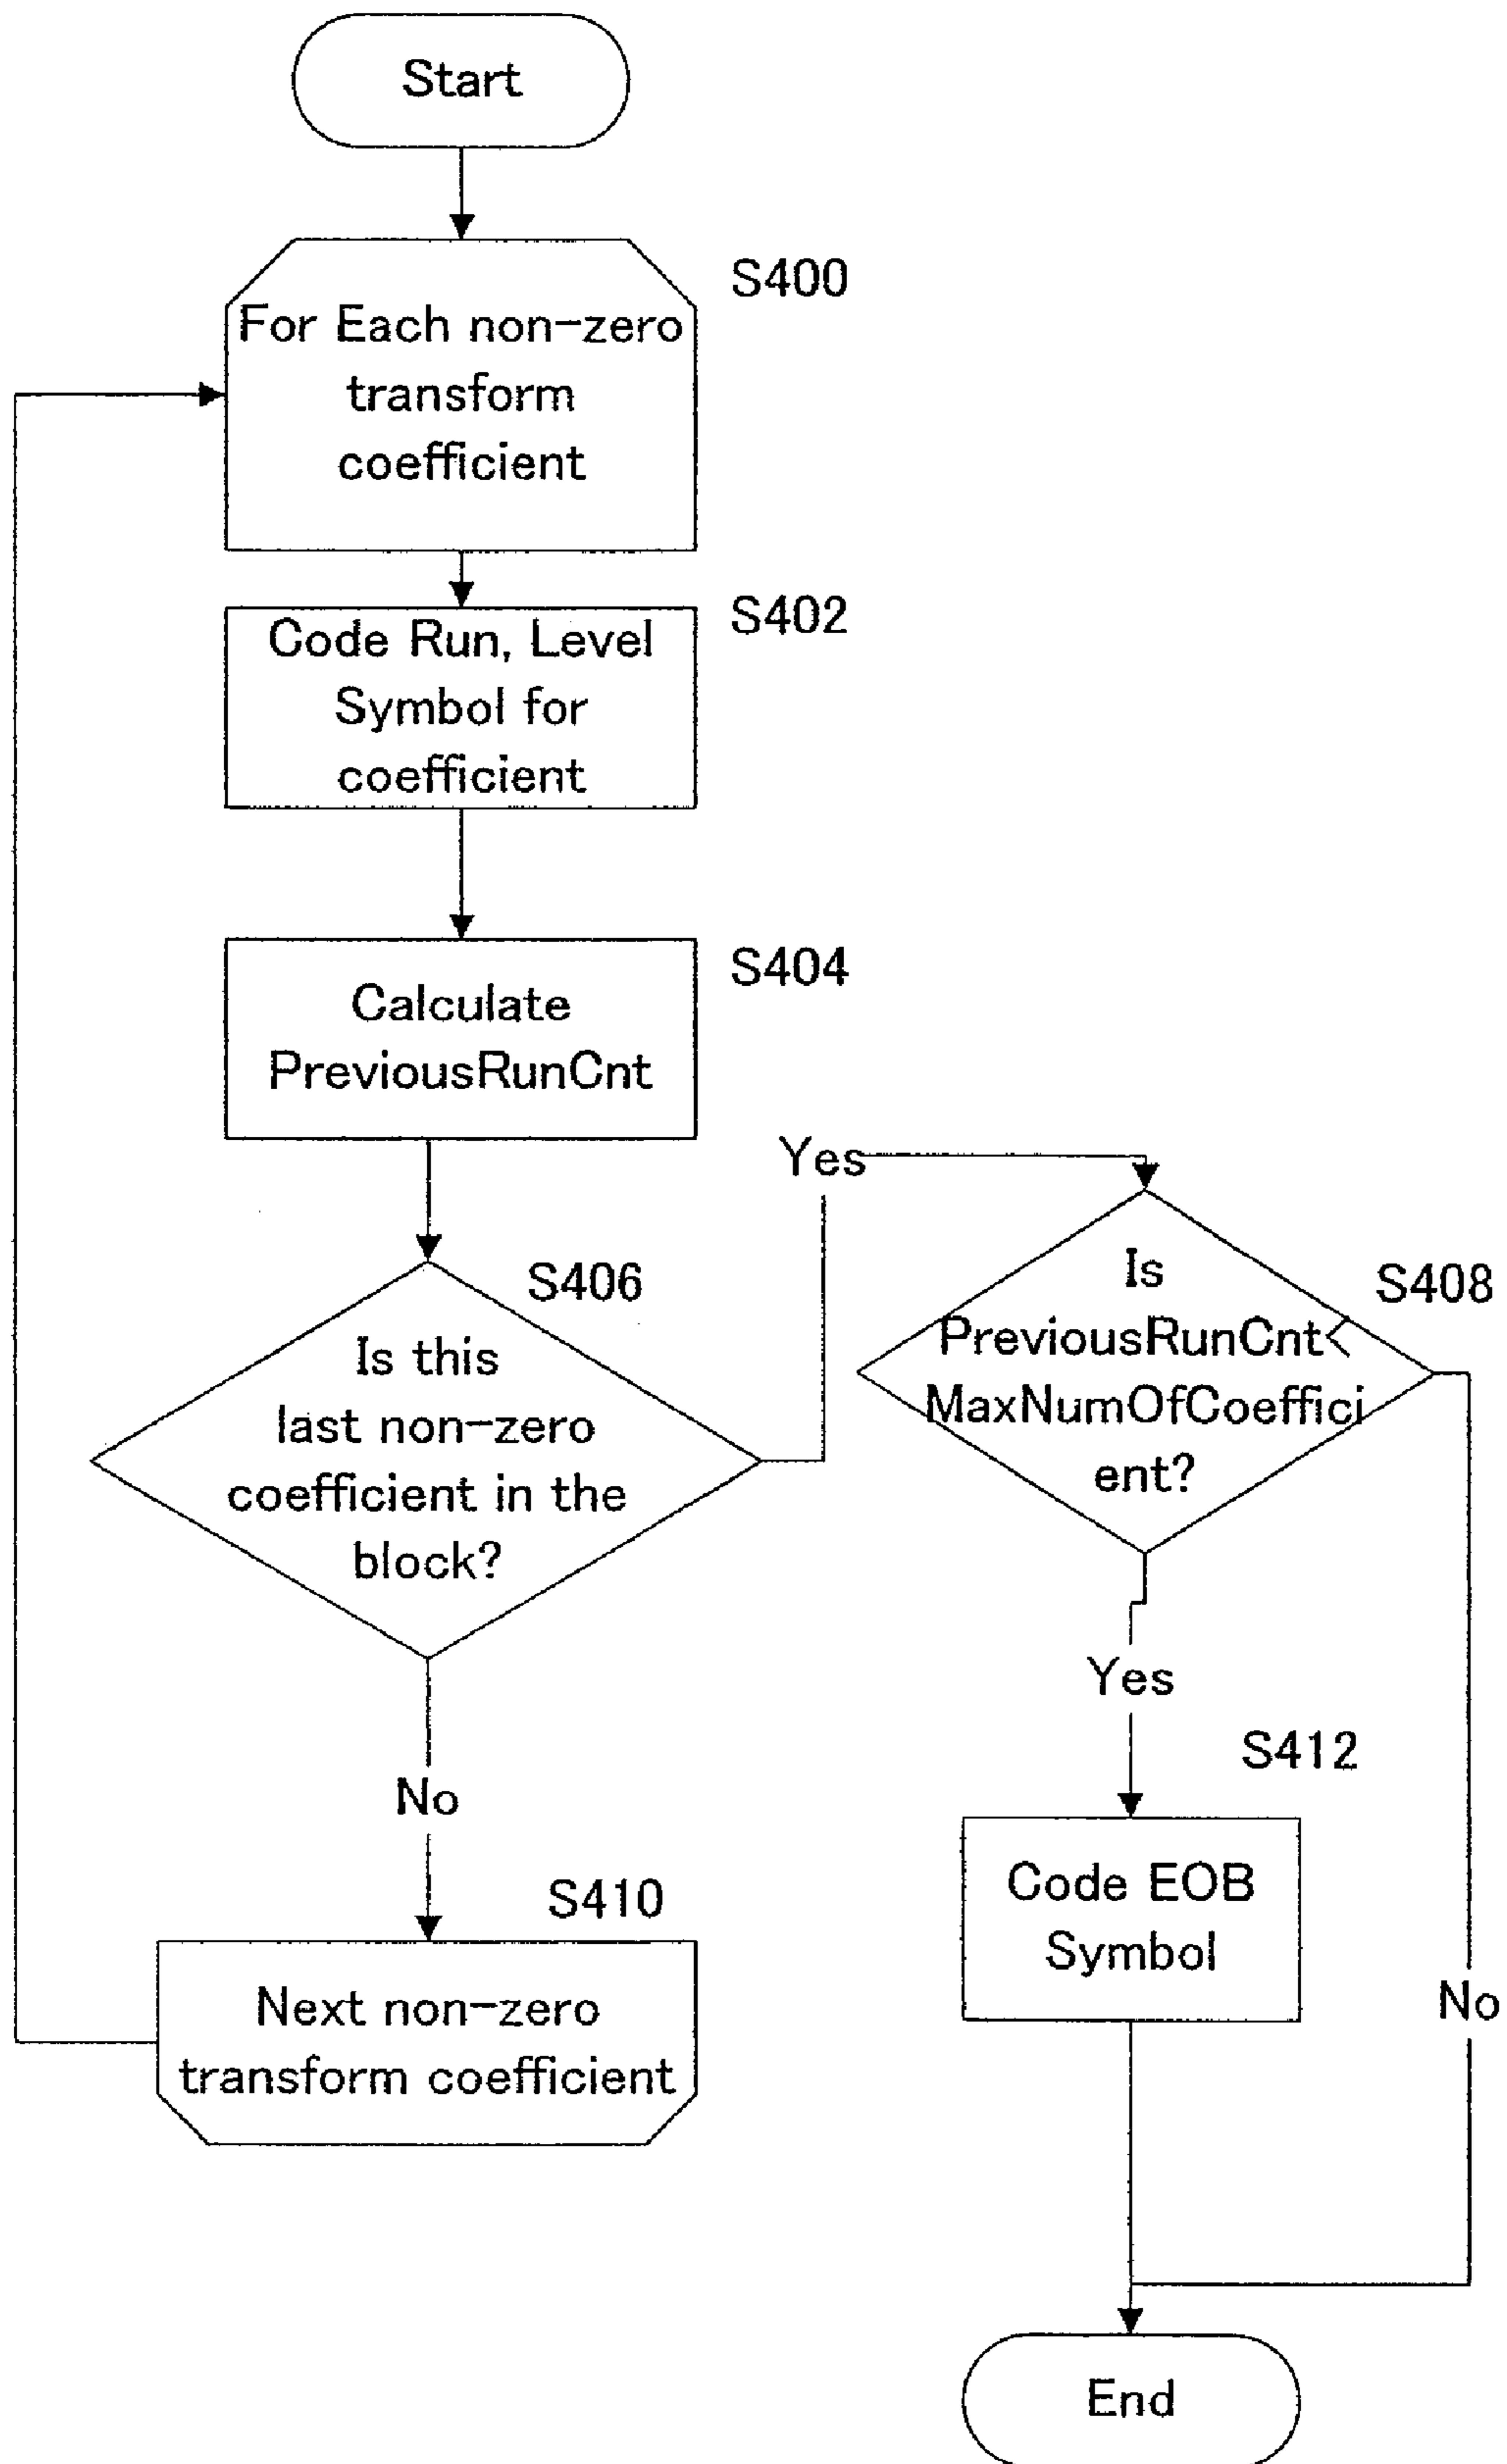 Start
S400
For Each non-zero
transform
coefficient
S402
Code Run, Level
Symbol for
coefficient
S404
Calculate
PreviousRunCnt
Yes
S406
Is this
last non-zero
coefficient in the
block?
S408
Is
PreviousRunCnt<
MaxNumOfCoeffici
ent?
No
Yes
S410
Next non-zero
transform coefficient
S412
Code EOB
Symbol
No
End